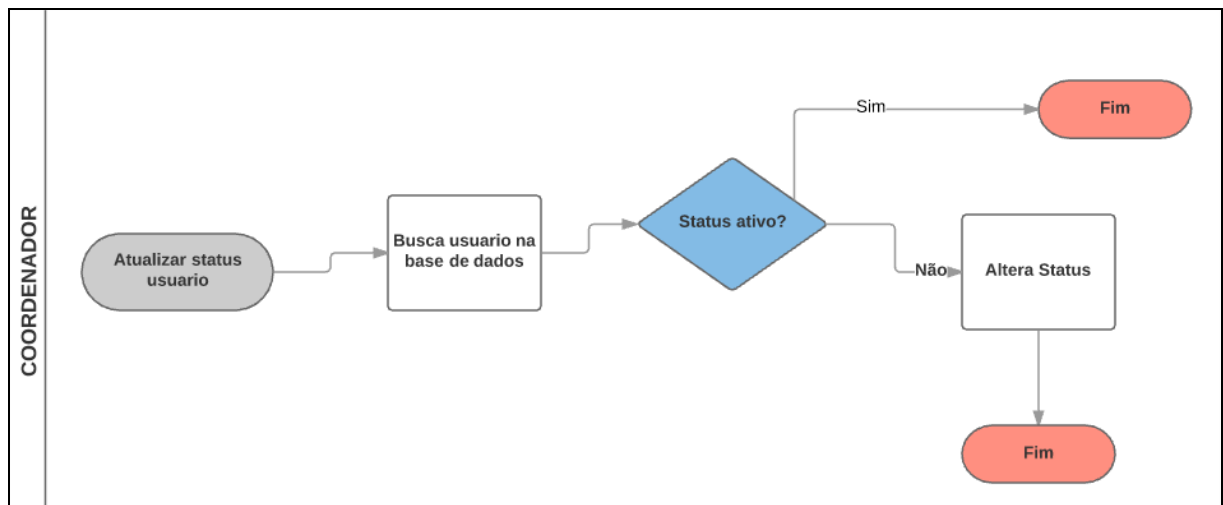 COORDENADOR
Atualizar status
usuario
Busca usuario na
base de dados
Status ativo?
Sim
Fim
Não
Altera Status
Fim